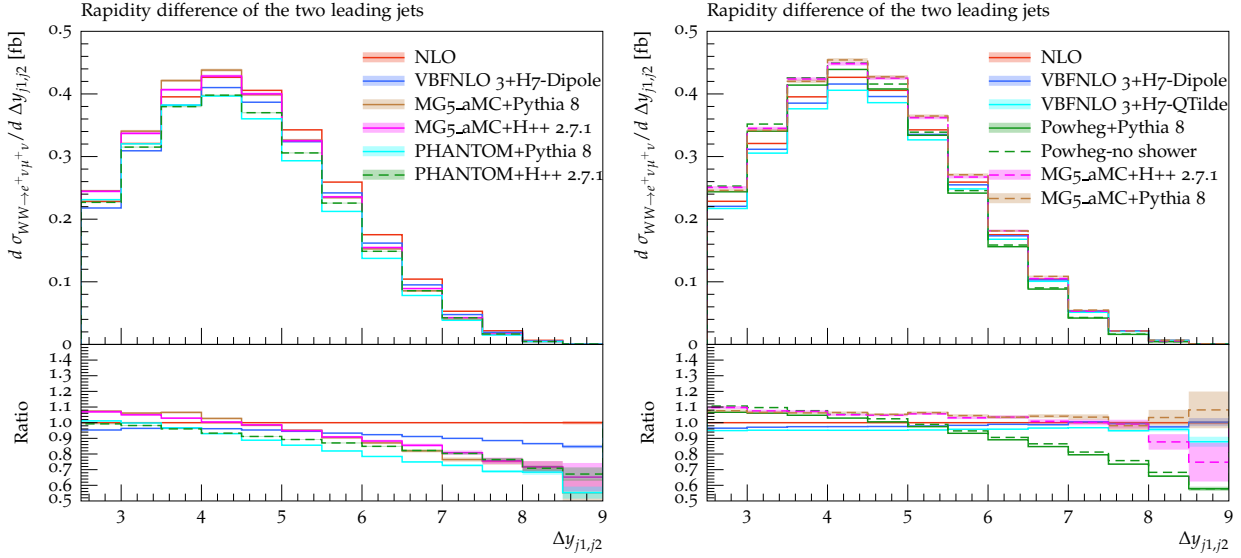 Rapidity difference of the two leading jets
d σ_{WW→e⁺νμ⁺ν} / d Δy_{j1,j2} [fb]
0.5
0.4
0.3
0.2
0.1
0
NLO
VBFNLO 3+H7-Dipole
MG5_aMC+Pythia 8
MG5_aMC+H++ 2.7.1
PHANTOM+Pythia 8
PHANTOM+H++ 2.7.1
Ratio
1.4
1.3
1.2
1.1
1.0
0.9
0.8
0.7
0.6
0.5
3 4 5 6 7 8 9
Δy_{j1,j2}
Rapidity difference of the two leading jets
d σ_{WW→e⁺νμ⁺ν} / d Δy_{j1,j2} [fb]
0.5
0.4
0.3
0.2
0.1
0
NLO
VBFNLO 3+H7-Dipole
VBFNLO 3+H7-QTilde
Powheg+Pythia 8
Powheg-no shower
MG5_aMC+H++ 2.7.1
MG5_aMC+Pythia 8
Ratio
1.4
1.3
1.2
1.1
1.0
0.9
0.8
0.7
0.6
0.5
3 4 5 6 7 8 9
Δy_{j1,j2}